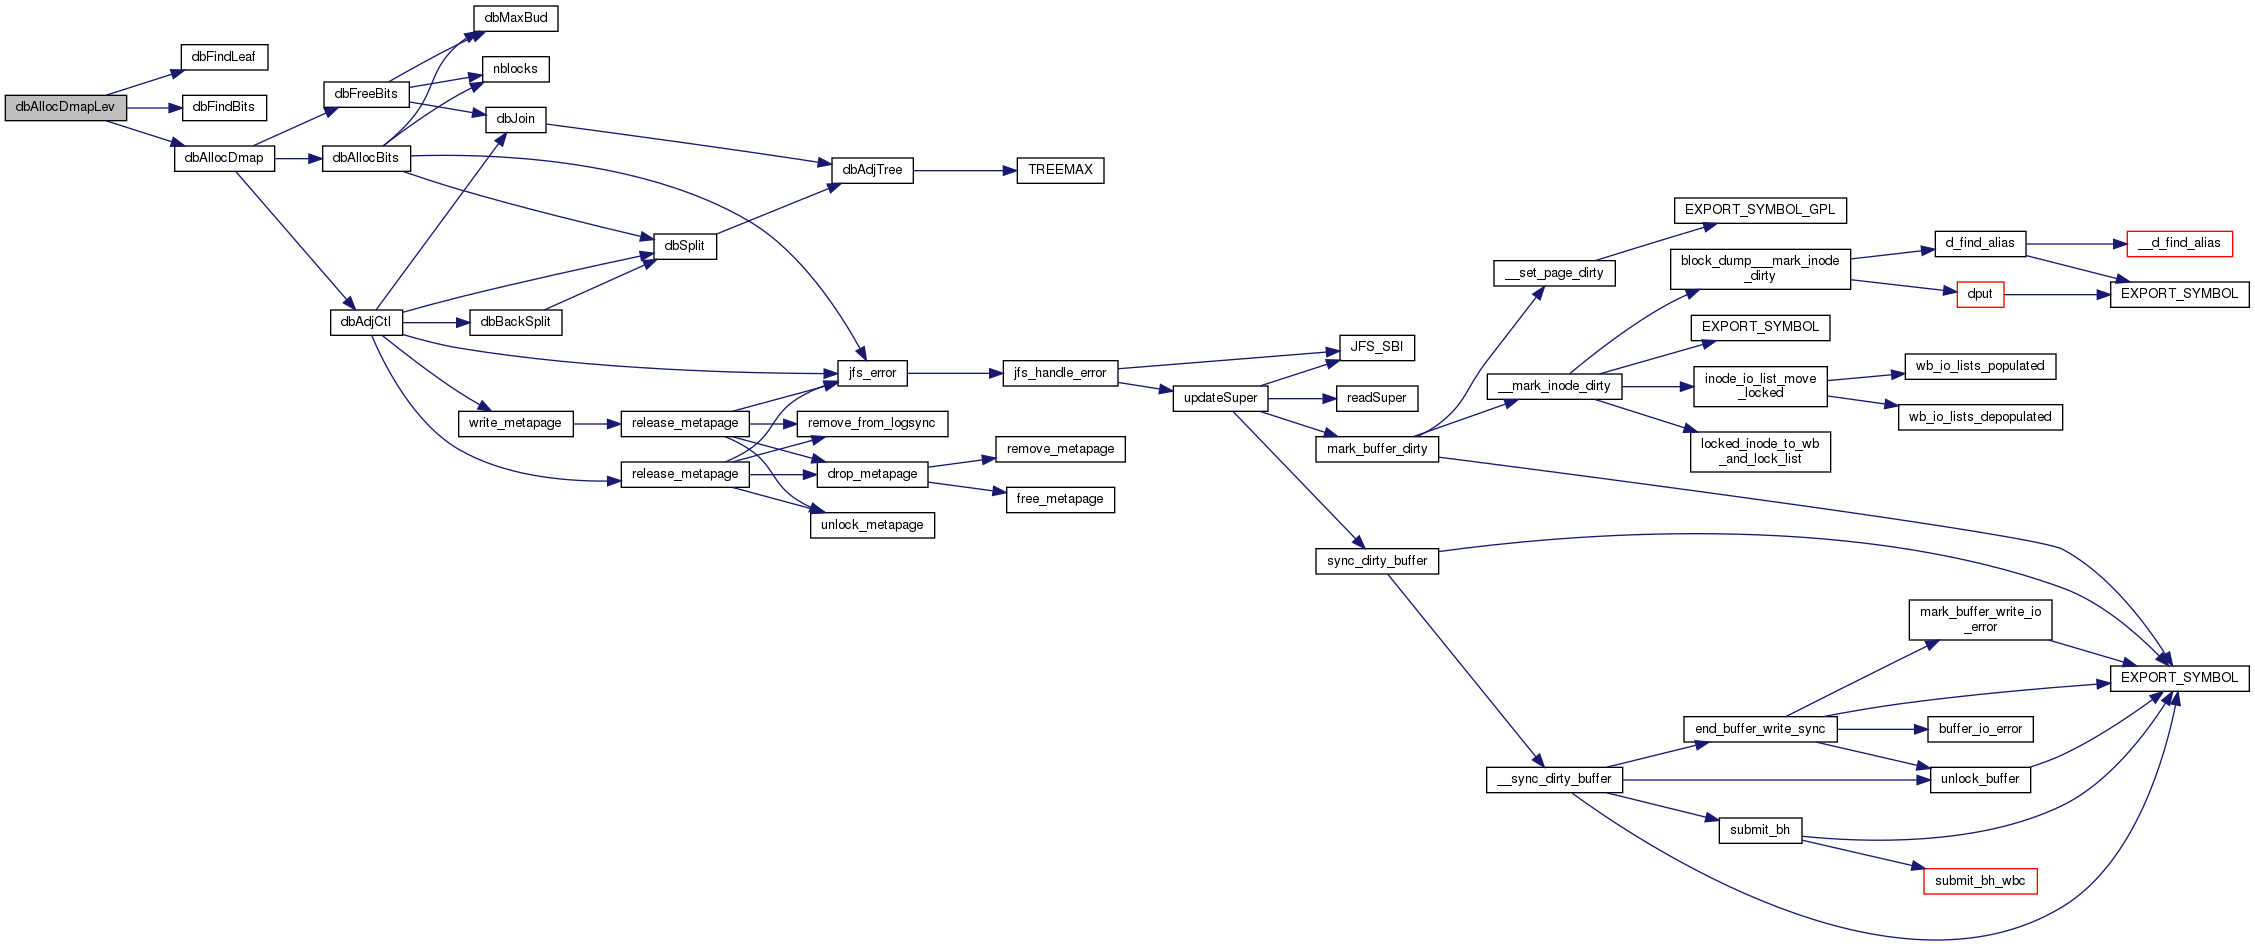 dbAllocDmapLev
dbFindLeaf
dbFindBits
dbAllocDmap
dbFreeBits
dbAllocBits
dbAdjCtl
dbMaxBud
nblocks
dbJoin
dbBackSplit
write_metapage
dbSplit
release_metapage
release_metapage
dbAdjTree
jfs_error
remove_from_logsync
drop_metapage
unlock_metapage
TREEMAX
jfs_handle_error
remove_metapage
free_metapage
updateSuper
JFS_SBI
readSuper
mark_buffer_dirty
sync_dirty_buffer
__set_page_dirty
__mark_inode_dirty
__sync_dirty_buffer
EXPORT_SYMBOL_GPL
block_dump___mark_inode
_dirty
EXPORT_SYMBOL
inode_io_list_move
_locked
locked_inode_to_wb
_and_lock_list
end_buffer_write_sync
submit_bh
d_find_alias
dput
wb_io_lists_populated
wb_io_lists_depopulated
mark_buffer_write_io
_error
buffer_io_error
unlock_buffer
submit_bh_wbc
__d_find_alias
EXPORT_SYMBOL
EXPORT_SYMBOL